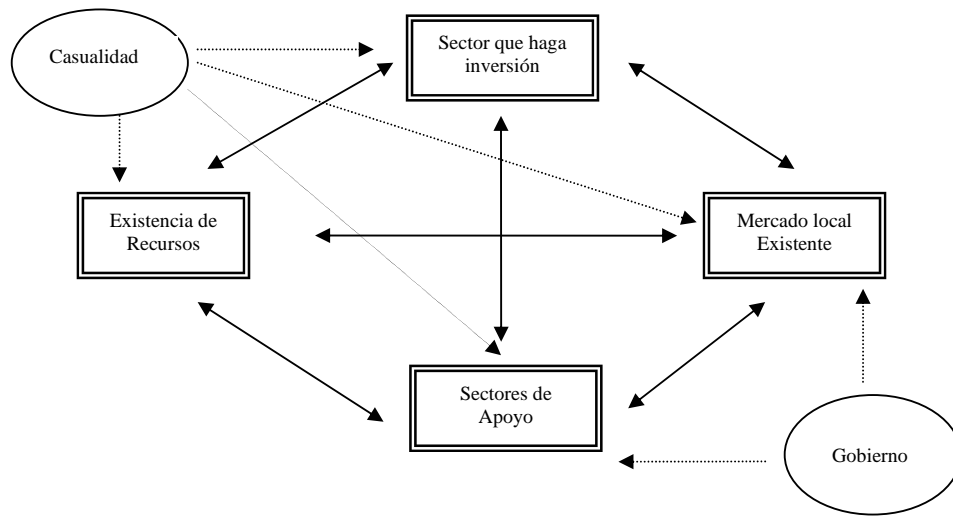 Casualidad
Sector que haga
inversión
Existencia de
Recursos
Mercado local
Existente
Sectores de
Apoyo
Gobierno